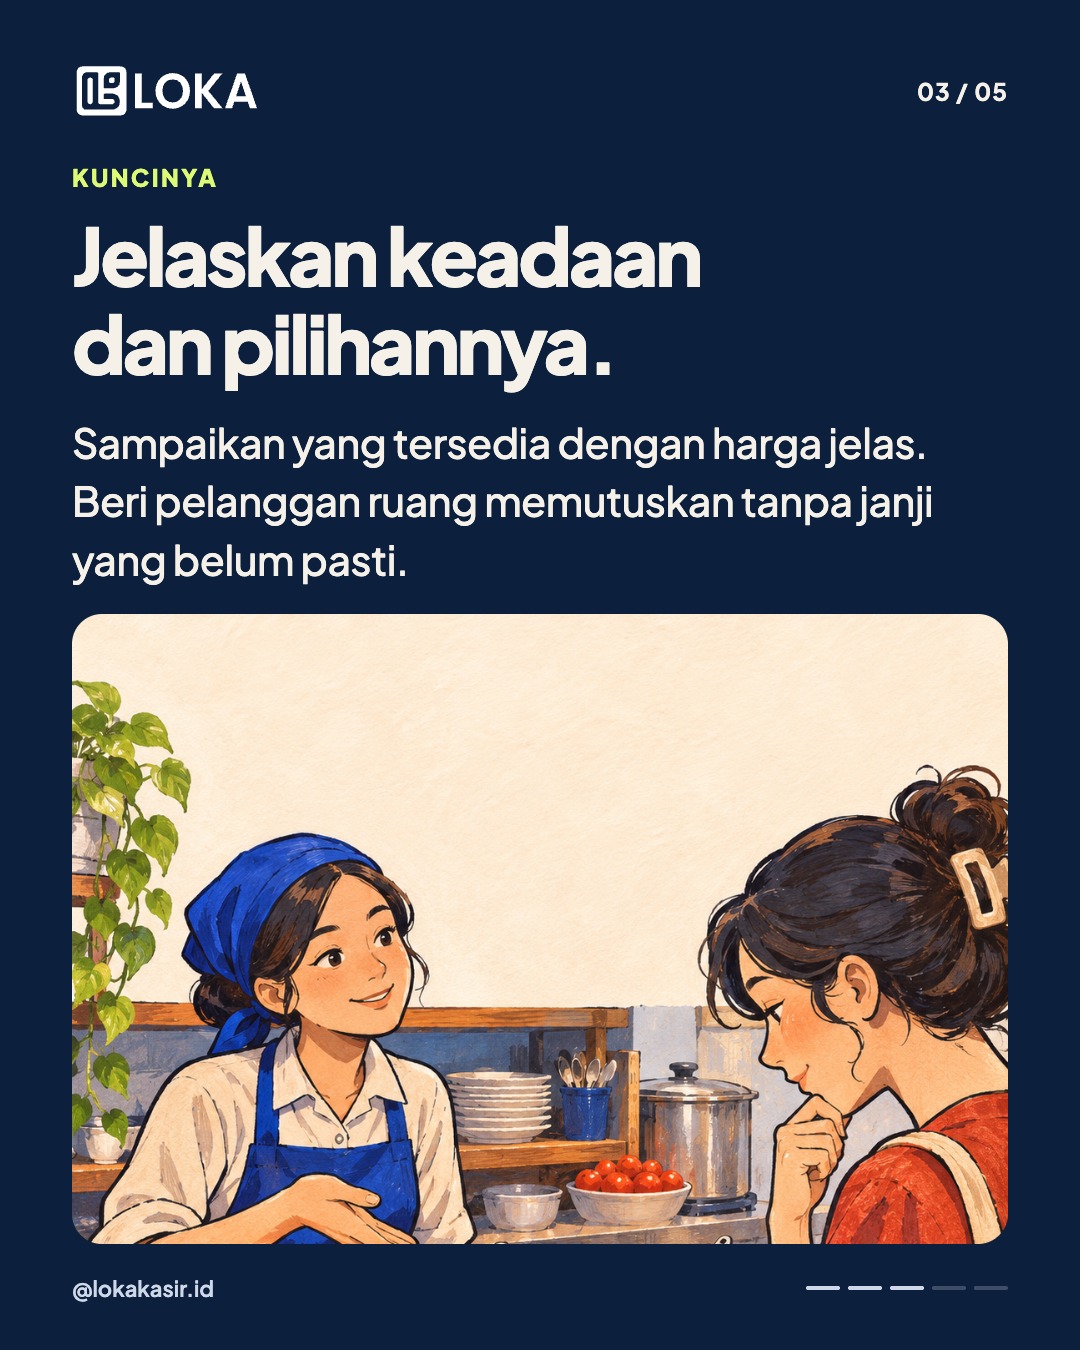 LOKA
03 / 05
KUNCINYA
Jelaskan keadaan
dan pilihannya.
Sampaikan yang tersedia dengan harga jelas.
Beri pelanggan ruang memutuskan tanpa janji
yang belum pasti.
@lokakasir.id